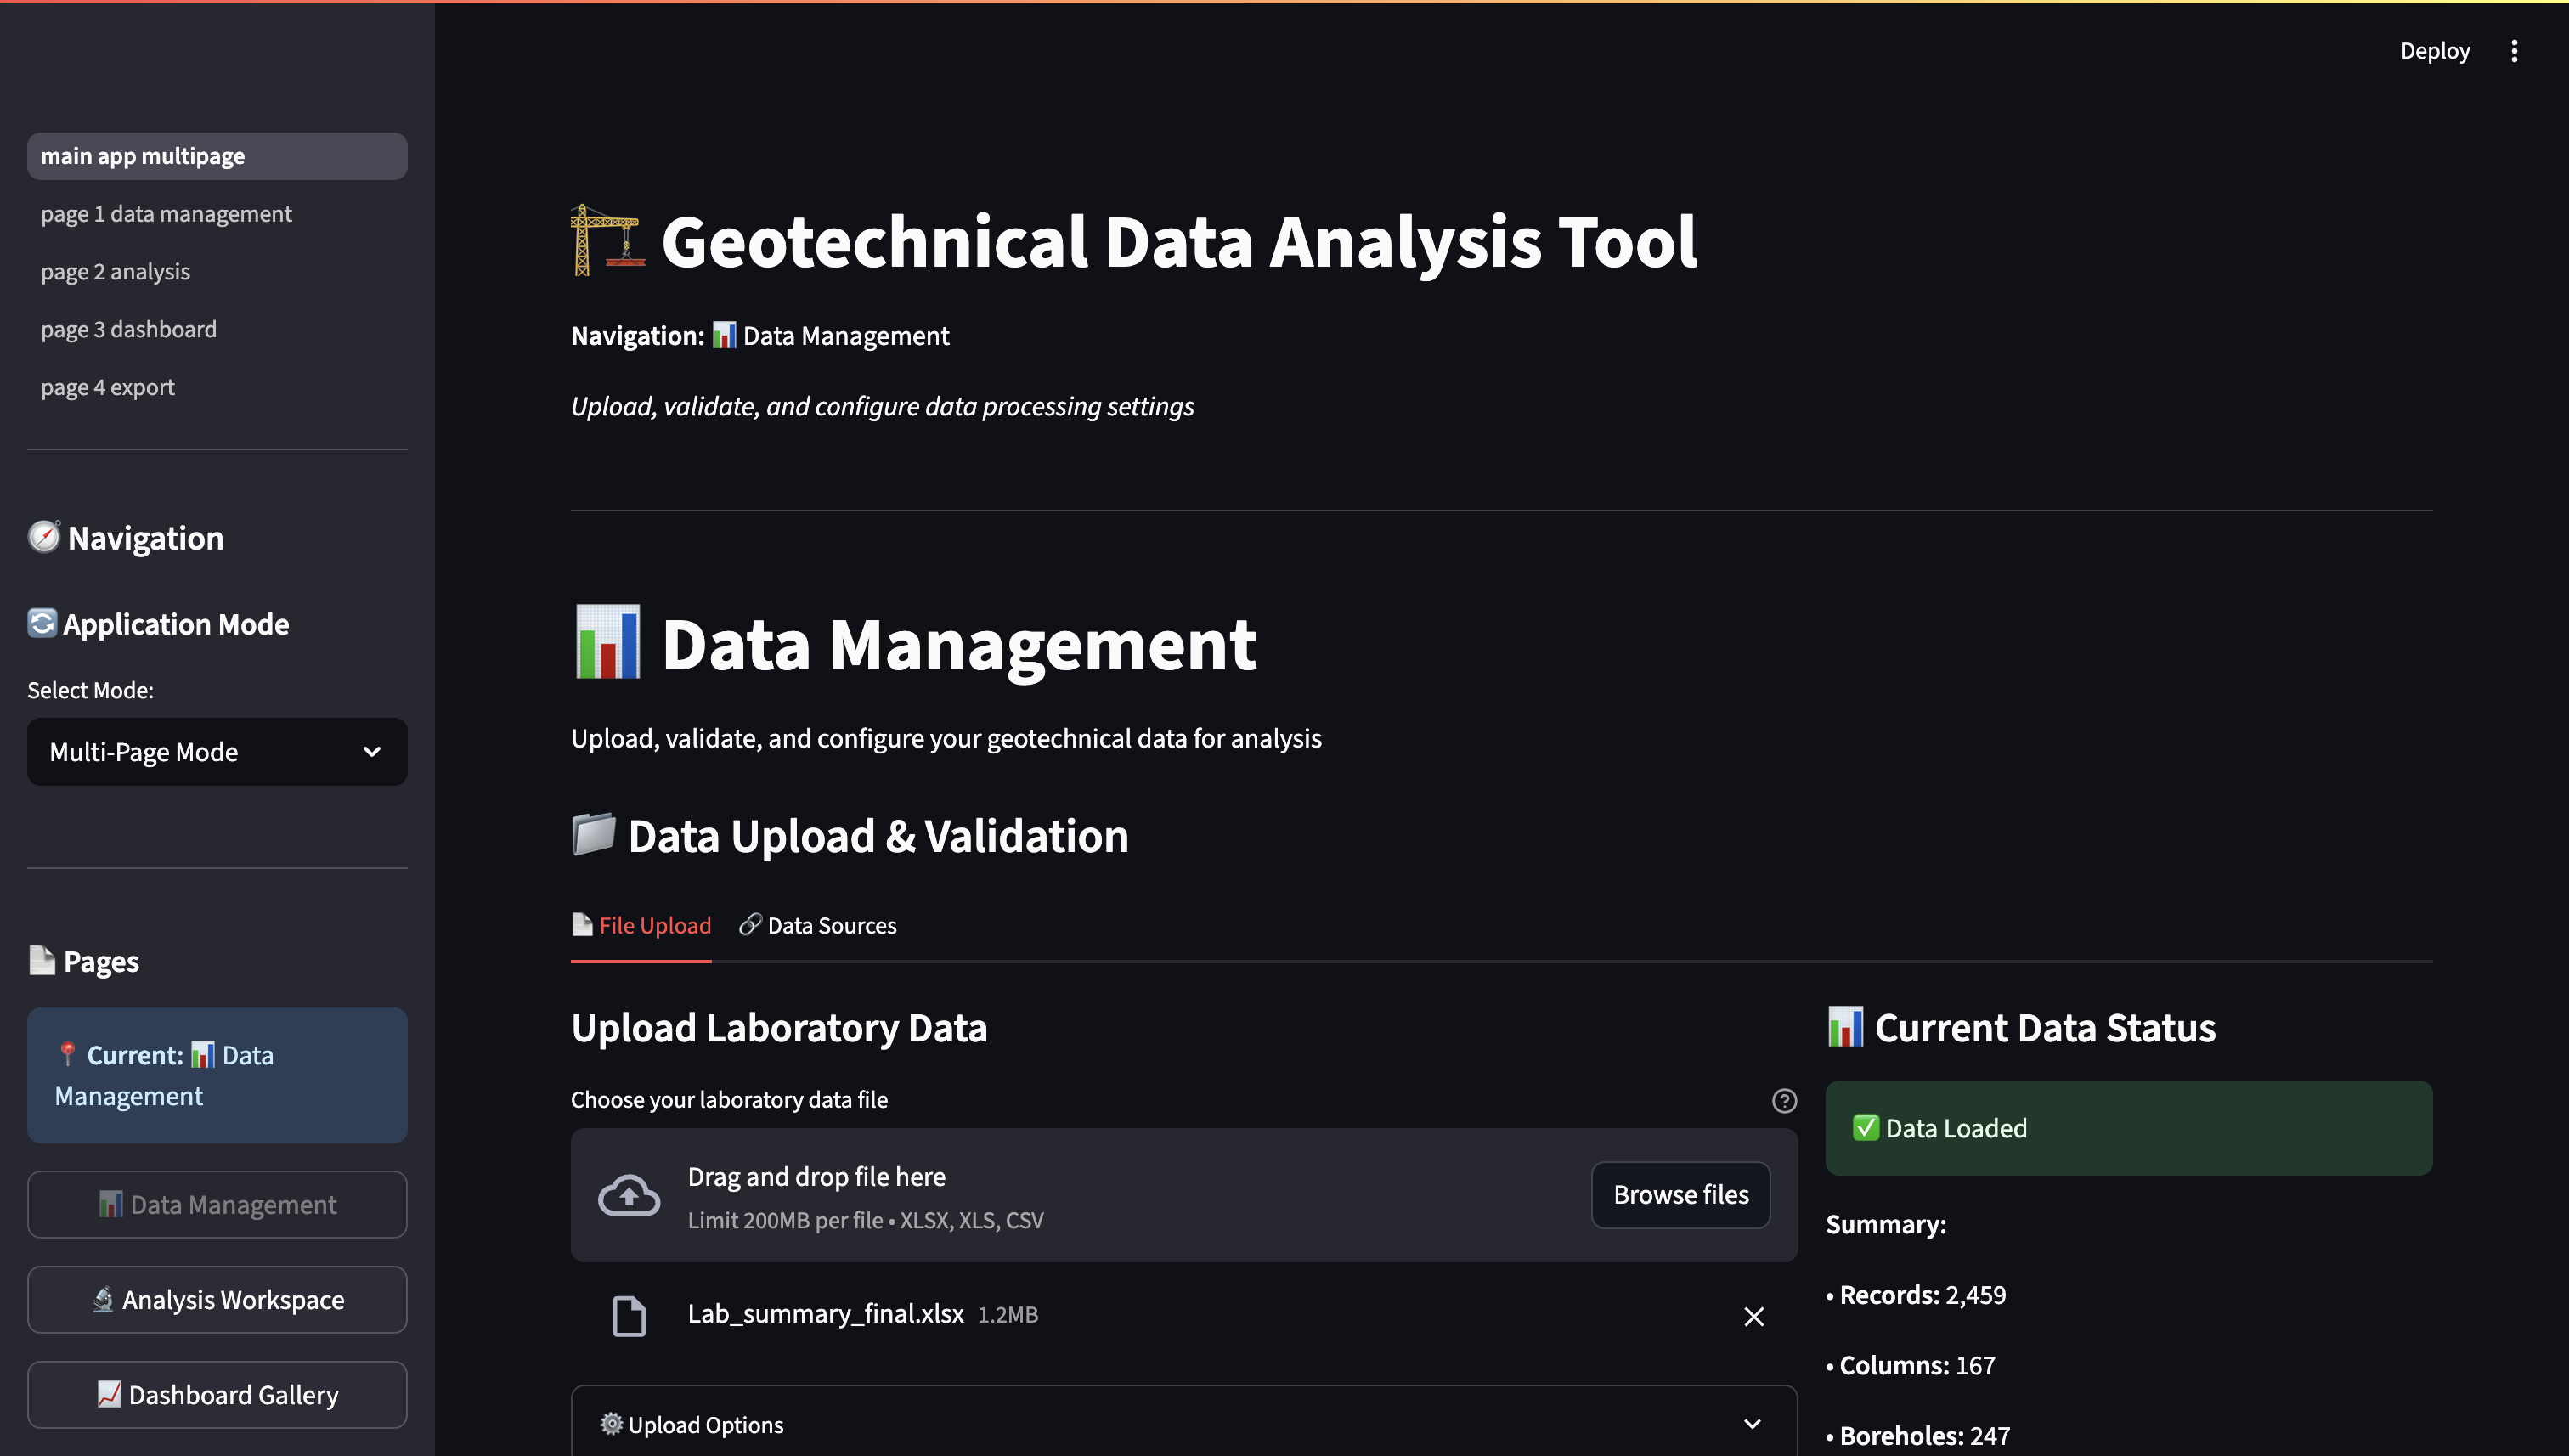 Deploy
main app multipage
page 1 data management
page 2 analysis
page 3 dashboard
page 4 export
Navigation
Application Mode
Select Mode:
Multi-Page Mode
Pages
Current: Data
Management
Data Management
Analysis Workspace
Dashboard Gallery
Geotechnical Data Analysis Tool
Navigation: Data Management
Upload, validate, and configure data processing settings
Data Management
Upload, validate, and configure your geotechnical data for analysis
Data Upload & Validation
File Upload
Data Sources
Upload Laboratory Data
Choose your laboratory data file
Drag and drop file here
Limit 200MB per file • XLSX, XLS, CSV
Browse files
Lab_summary_final.xlsx 1.2MB
Upload Options
Current Data Status
Data Loaded
Summary:
• Records: 2,459
• Columns: 167
• Boreholes: 247